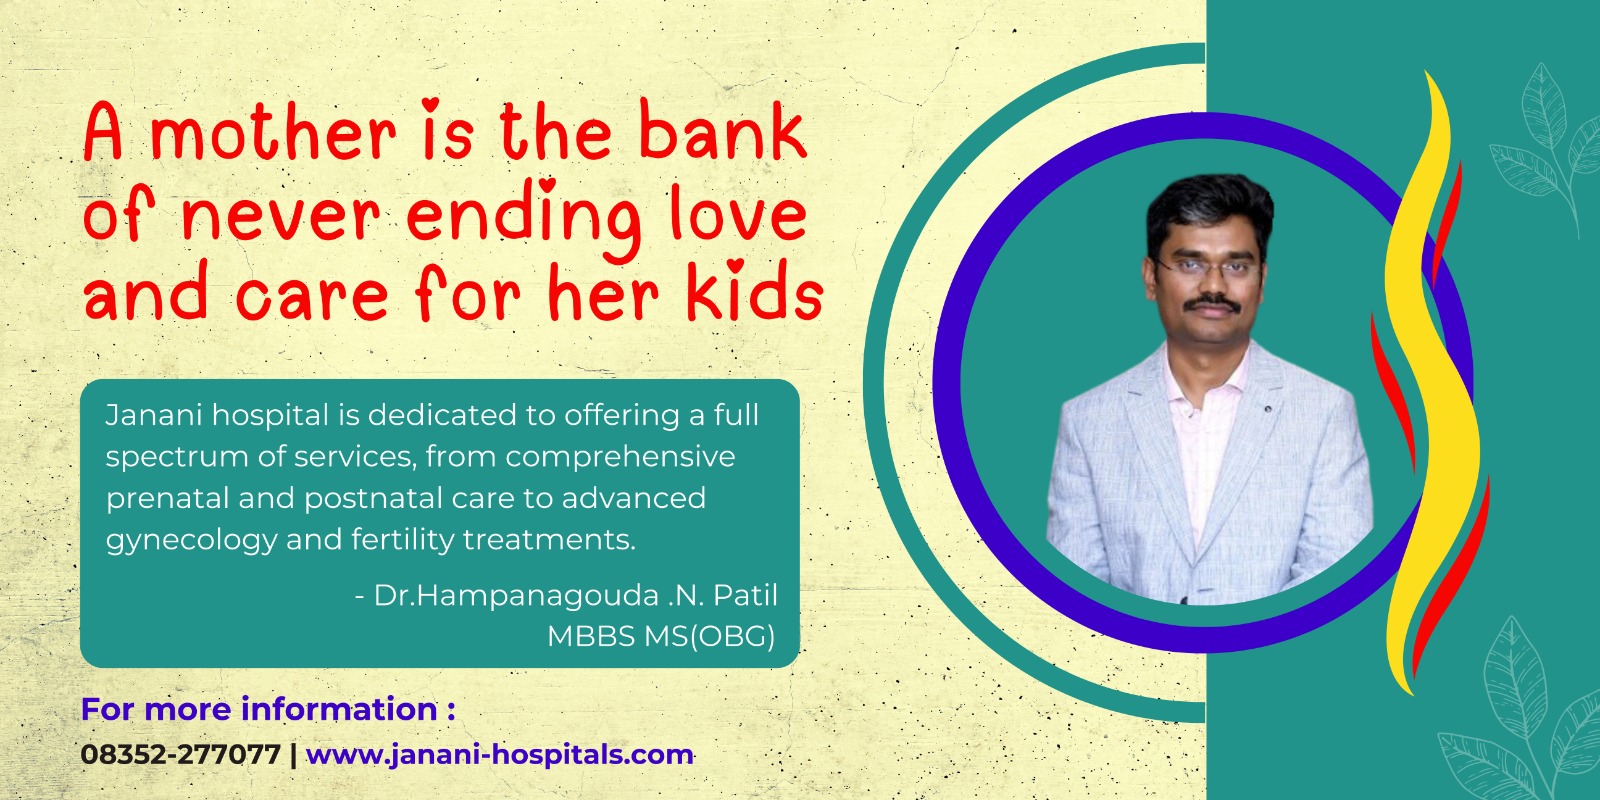 A mother is the bank
of never ending love
and care for her kids
Janani hospital is dedicated to offering a full
spectrum of services, from comprehensive
prenatal and postnatal care to advanced
gynecology and fertility treatments.
- Dr.Hampanagouda .N. Patil
MBBS MS(OBG)
For more information :
08352-277077 | www.janani-hospitals.com